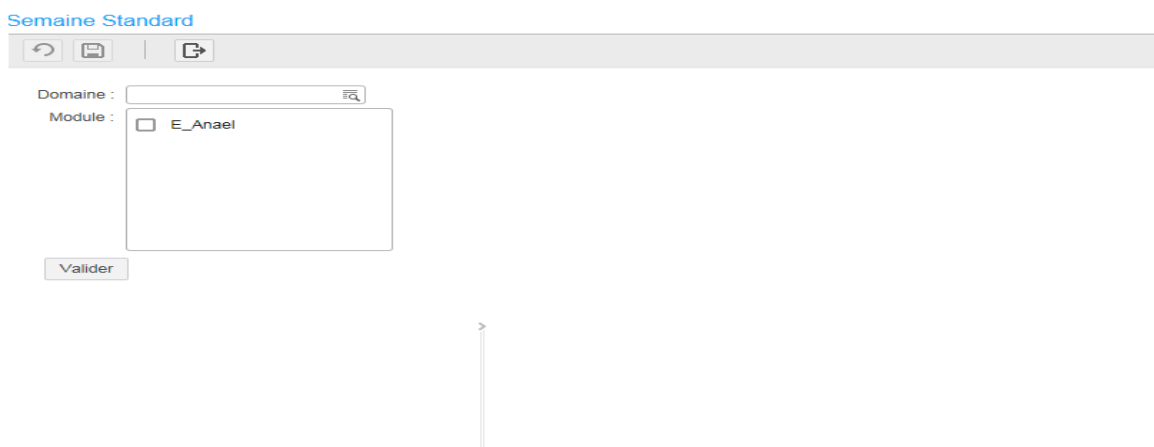 Semaine Standard
Domaine :
Module :
E_Anael
Valider